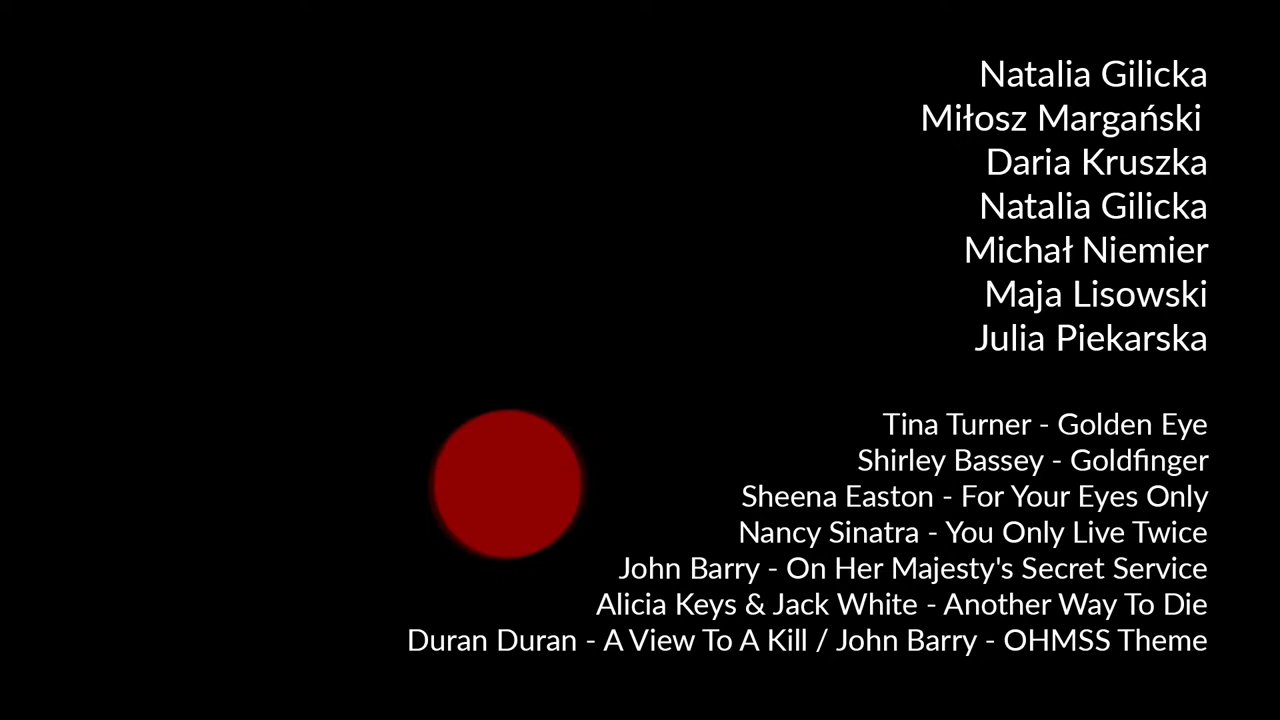 Natalia Gilicka
Miłosz Margański
Daria Kruszka
Natalia Gilicka
Michał Niemier
Maja Lisowski
Julia Piekarska
Tina Turner - Golden Eye
Shirley Bassey - Goldfinger
Sheena Easton - For Your Eyes Only
Nancy Sinatra - You Only Live Twice
John Barry - On Her Majesty's Secret Service
Alicia Keys & Jack White - Another Way To Die
Duran Duran - A View To A Kill / John Barry - OHMSS Theme